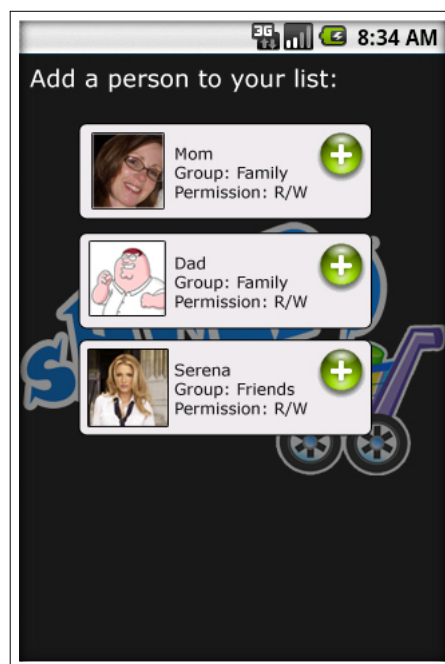 3G
8:34 AM
Add a person to your list:
Mom
Group: Family
Permission: R/W
Dad
Group: Family
Permission: R/W
Serena
Group: Friends
Permission: R/W